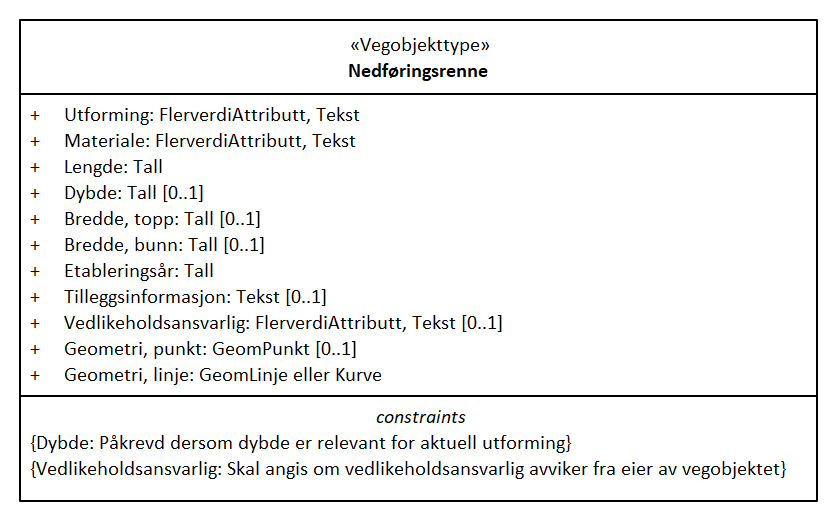 «Vegobjekttype»
Nedføringsrenne
+ Utforming: FlerverdiAttributt, Tekst
+ Materiale: FlerverdiAttributt, Tekst
+ Lengde: Tall
+ Dybde: Tall [0..1]
+ Bredde, topp: Tall [0..1]
+ Bredde, bunn: Tall [0..1]
+ Etableringsår: Tall
+ Tilleggsinformasjon: Tekst [0..1]
+ Vedlikeholdsansvarlig: FlerverdiAttributt, Tekst [0..1]
+ Geometri, punkt: GeomPunkt [0..1]
+ Geometri, linje: GeomLinje eller Kurve
constraints
{Dybde: Påkrevd dersom dybde er relevant for aktuell utforming}
{Vedlikeholdsansvarlig: Skal angis om vedlikeholdsansvarlig avviker fra eier av vegobjektet}